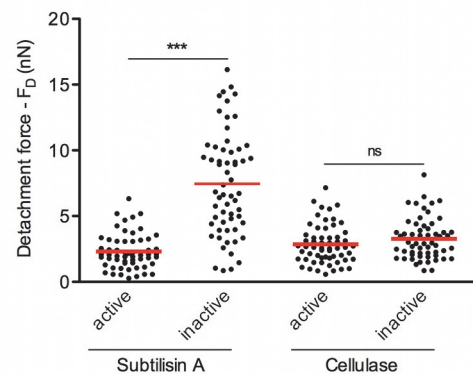 20
15
10
5
0
Detachment force - F_D (nN)
***
ns
active
inactive
active
inactive
Subtilisin A
Cellulase